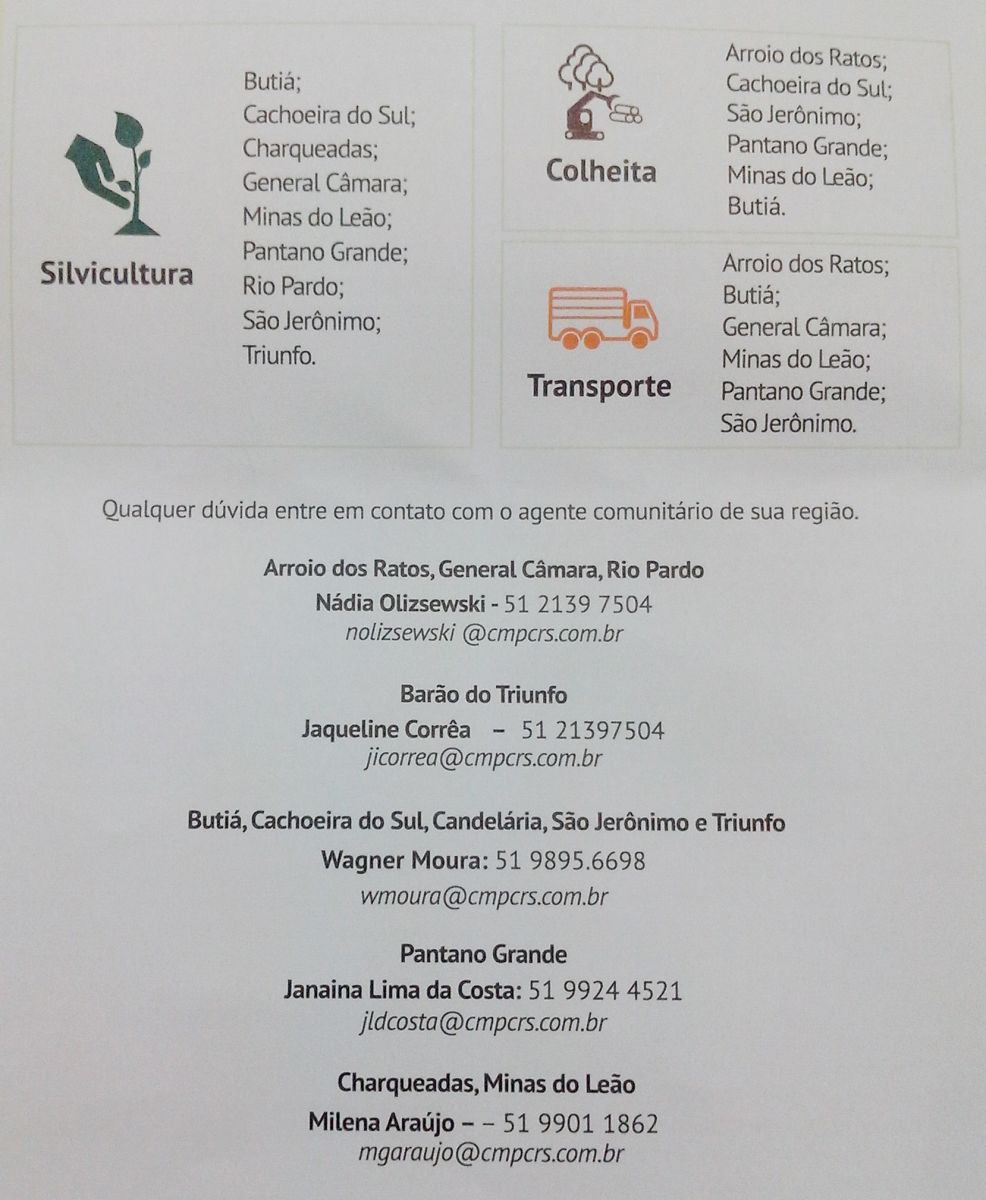 Silvicultura
Butiá;
Cachoeira do Sul;
Charqueadas;
General Câmara;
Minas do Leão;
Pantano Grande;
Rio Pardo;
São Jerônimo;
Triunfo.
Colheita
Arroio dos Ratos;
Cachoeira do Sul;
São Jerônimo;
Pantano Grande;
Minas do Leão;
Butiá.
Transporte
Arroio dos Ratos;
Butiá;
General Câmara;
Minas do Leão;
Pantano Grande;
São Jerônimo.
Qualquer dúvida entre em contato com o agente comunitário de sua região.
Arroio dos Ratos, General Câmara, Rio Pardo
Nádia Olizsewski - 51 2139 7504
nolizsewski @cmpcrs.com.br
Barão do Triunfo
Jaqueline Corrêa – 51 21397504
jicorrea@cmpcrs.com.br
Butiá, Cachoeira do Sul, Candelária, São Jerônimo e Triunfo
Wagner Moura: 51 9895.6698
wmoura@cmpcrs.com.br
Pantano Grande
Janaina Lima da Costa: 51 9924 4521
jldcosta@cmpcrs.com.br
Charqueadas, Minas do Leão
Milena Araújo – – 51 9901 1862
mgaraujo@cmpcrs.com.br